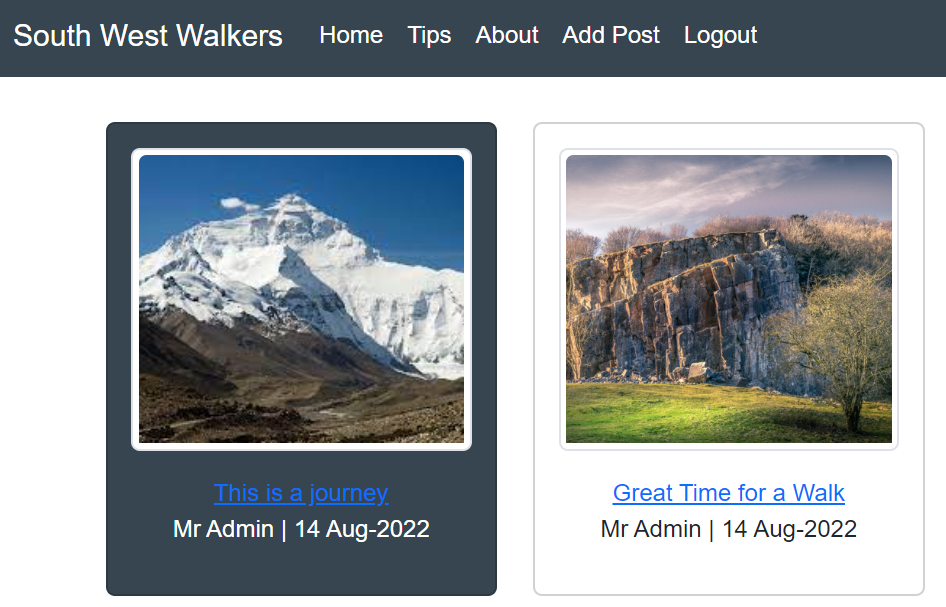 South West Walkers Home Tips About Add Post Logout
This is a journey
Mr Admin | 14 Aug-2022
Great Time for a Walk
Mr Admin | 14 Aug-2022